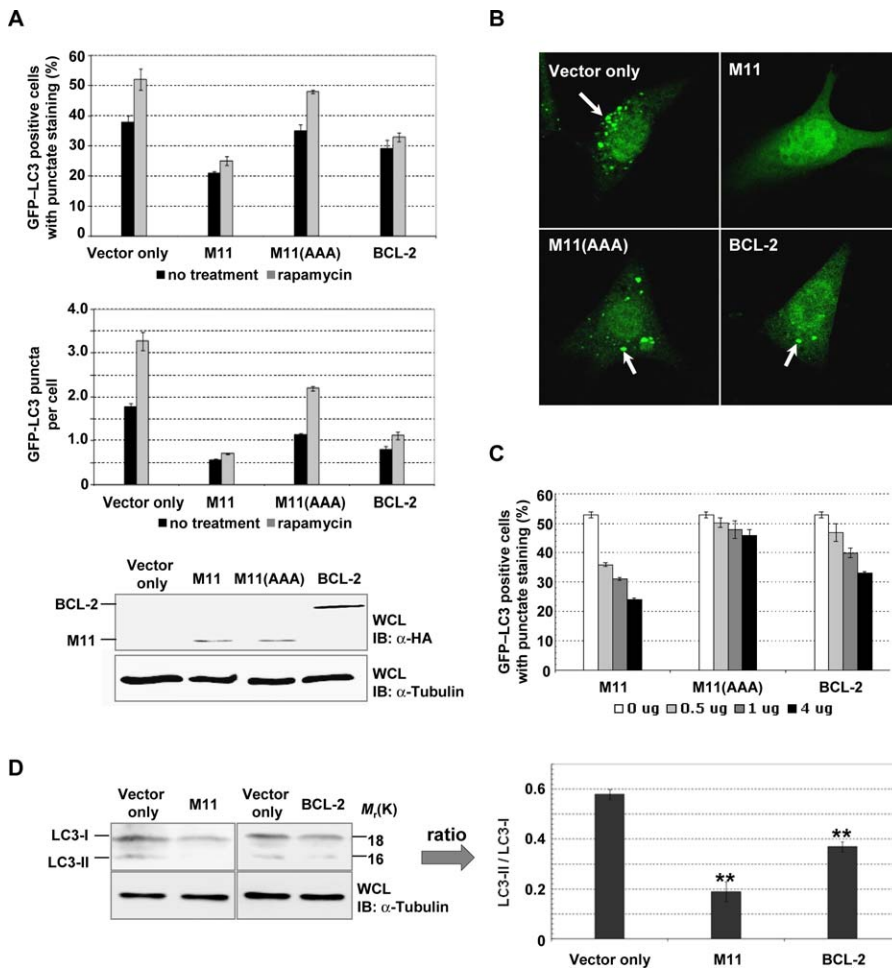 A
GFP–LC3 positive cells
with punctate staining (%)
60
50
40
30
20
10
0
Vector only M11 M11(AAA) BCL-2
no treatment rapamycin
GFP-LC3 puncta
per cell
4.0
3.0
2.0
1.0
0
Vector only M11 M11(AAA) BCL-2
no treatment rapamycin
Vector
only M11 M11(AAA) BCL-2
BCL-2
M11
WCL
IB: α-HA
WCL
IB: α-Tubulin
B
Vector only
M11
M11(AAA)
BCL-2
C
GFP–LC3 positive cells
with punctate staining (%)
60
50
40
30
20
10
0
M11 M11(AAA) BCL-2
0 ug 0.5 ug 1 ug 4 ug
D
Vector
only M11
Vector
only BCL-2
Mr(K)
LC3-I
LC3-II
18
16
WCL
IB: α-Tubulin
ratio
LC3-II / LC3-I
0.6
0.4
0.2
0
**
**
Vector only M11 BCL-2